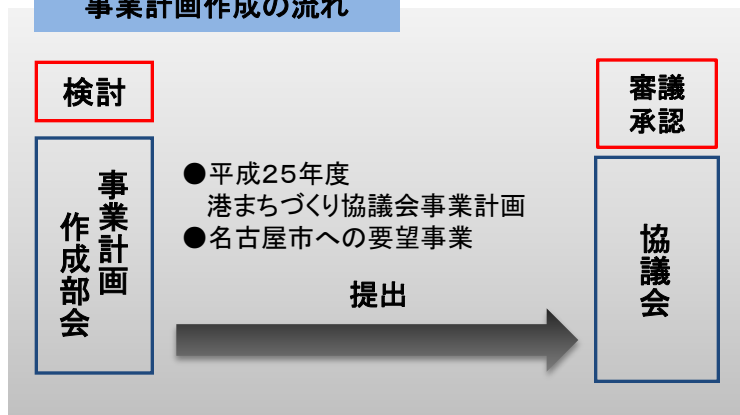 事業計画作成の流れ
検討
事業計画
作成部会
●平成25年度
港まちづくり協議会事業計画
●名古屋市への要望事業
提出
審議
承認
協議会